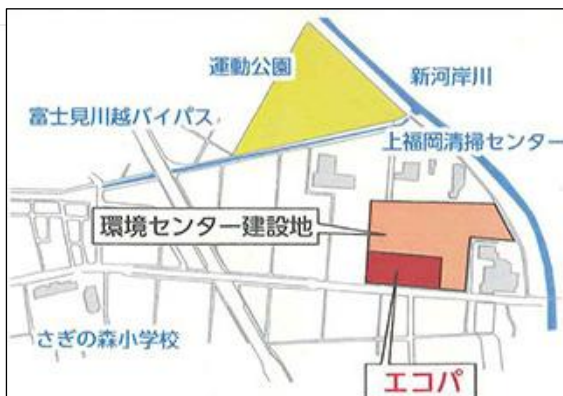 運動公園
新河岸川
富士見川越バイパス
上福岡清掃センター
環境センター建設地
さぎの森小学校
エコパ